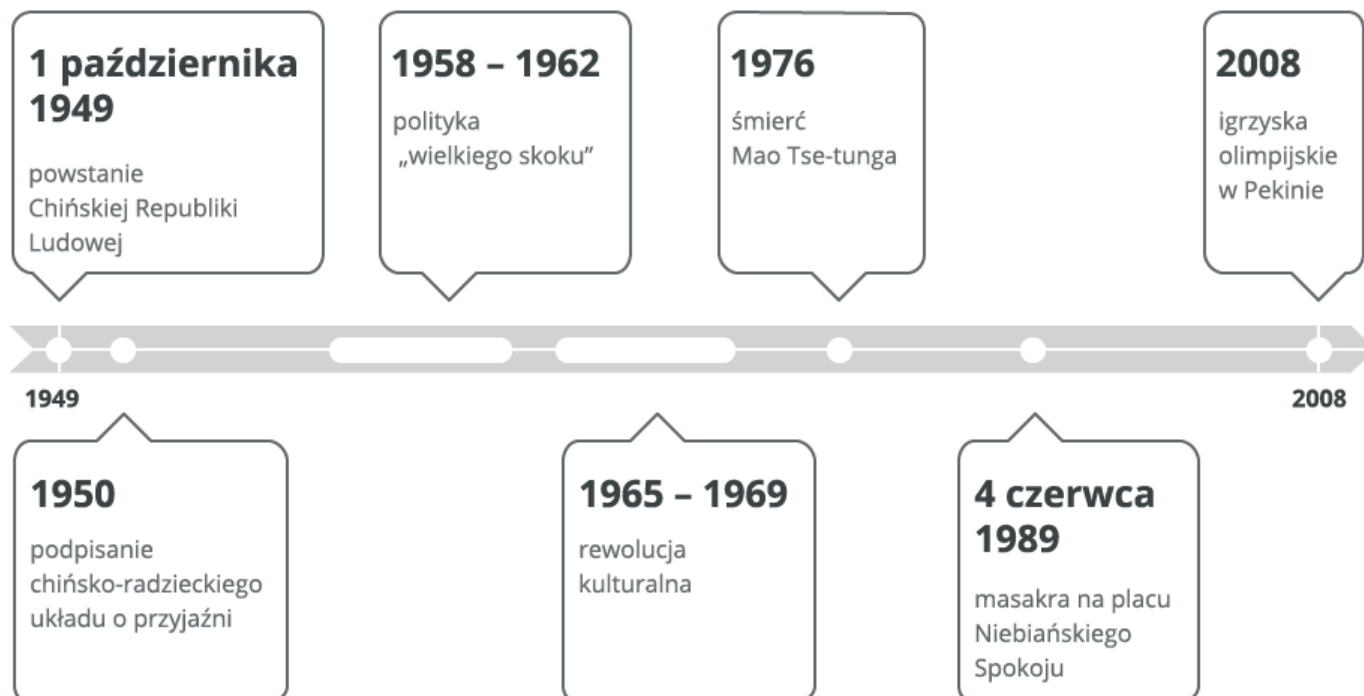 1 października
1949
powstanie
Chińskiej Republiki
Ludowej
1958 – 1962
polityka
„wielkiego skoku”
1976
śmierć
Mao Tse-tunga
2008
igrzyska
olimpijskie
w Pekinie
1949
2008
1950
podpisanie
chińsko-radzieckiego
układu o przyjaźni
1965 – 1969
rewolucja
kulturalna
4 czerwca
1989
masakra na placu
Niebiańskiego
Spokoju